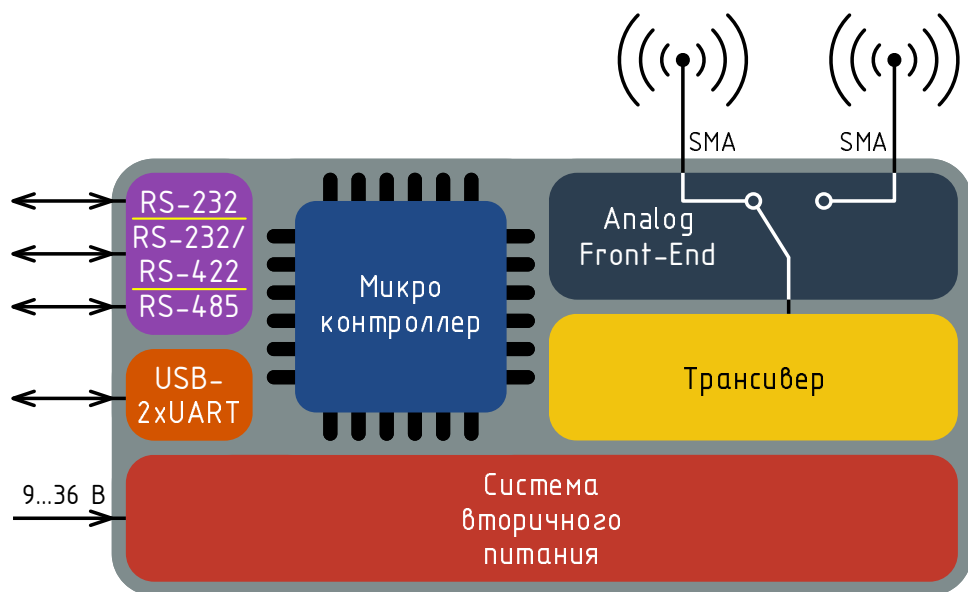 SMA
SMA
RS-232
RS-232/
RS-422
RS-485
Analog
Front-End
Микро
контроллер
USB-
2xUART
Трансивер
9...36 В
Система
вторичного
питания